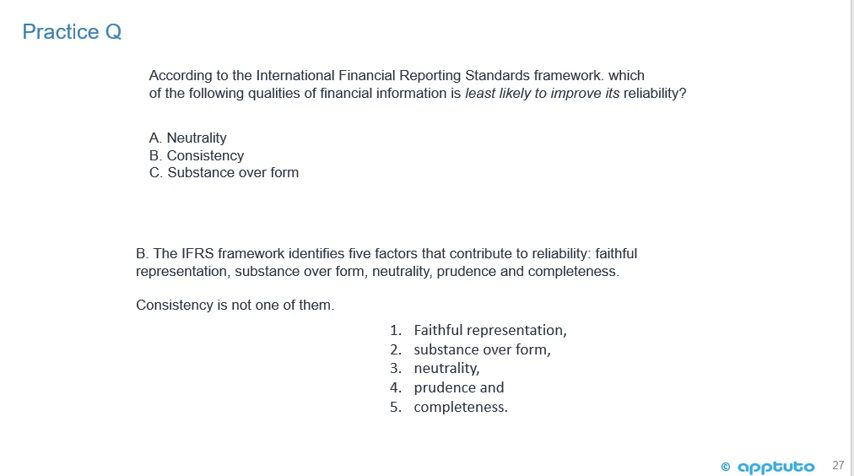 Practice Q
According to the International Financial Reporting Standards framework. which
of the following qualities of financial information is least likely to improve its reliability?
A. Neutrality
B. Consistency
C. Substance over form
B. The IFRS framework identifies five factors that contribute to reliability: faithful
representation, substance over form, neutrality, prudence and completeness.
Consistency is not one of them.
1. Faithful representation,
2. substance over form,
3. neutrality,
4. prudence and
5. completeness.
© apptuto 27